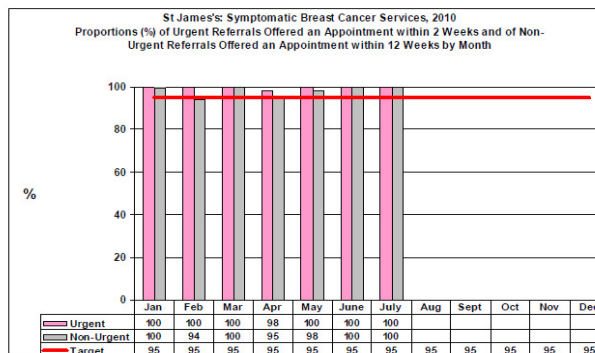 St James's: Symptomatic Breast Cancer Services, 2010
Proportions (%) of Urgent Referrals Offered an Appointment within 2 Weeks and of Non-
Urgent Referrals Offered an Appointment within 12 Weeks by Month
100
80
60
%
40
20
0
Jan Feb Mar Apr May June July Aug Sept Oct Nov Dec
Urgent 100 100 100 98 100 100 100
Non-Urgent 100 94 100 95 98 100 100
Target 95 95 95 95 95 95 95 95 95 95 95 95